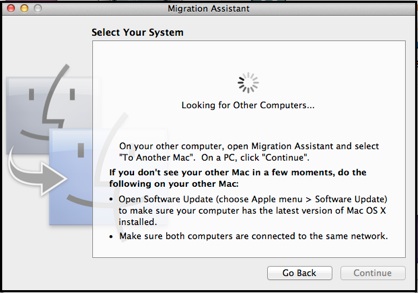 Migration Assistant
Select Your System
Looking for Other Computers...
On your other computer, open Migration Assistant and select
"To Another Mac". On a PC, click "Continue".
If you don't see your other Mac in a few moments, do the
following on your other Mac:
• Open Software Update (choose Apple menu > Software Update)
to make sure your computer has the latest version of Mac OS X
installed.
• Make sure both computers are connected to the same network.
Go Back
Continue